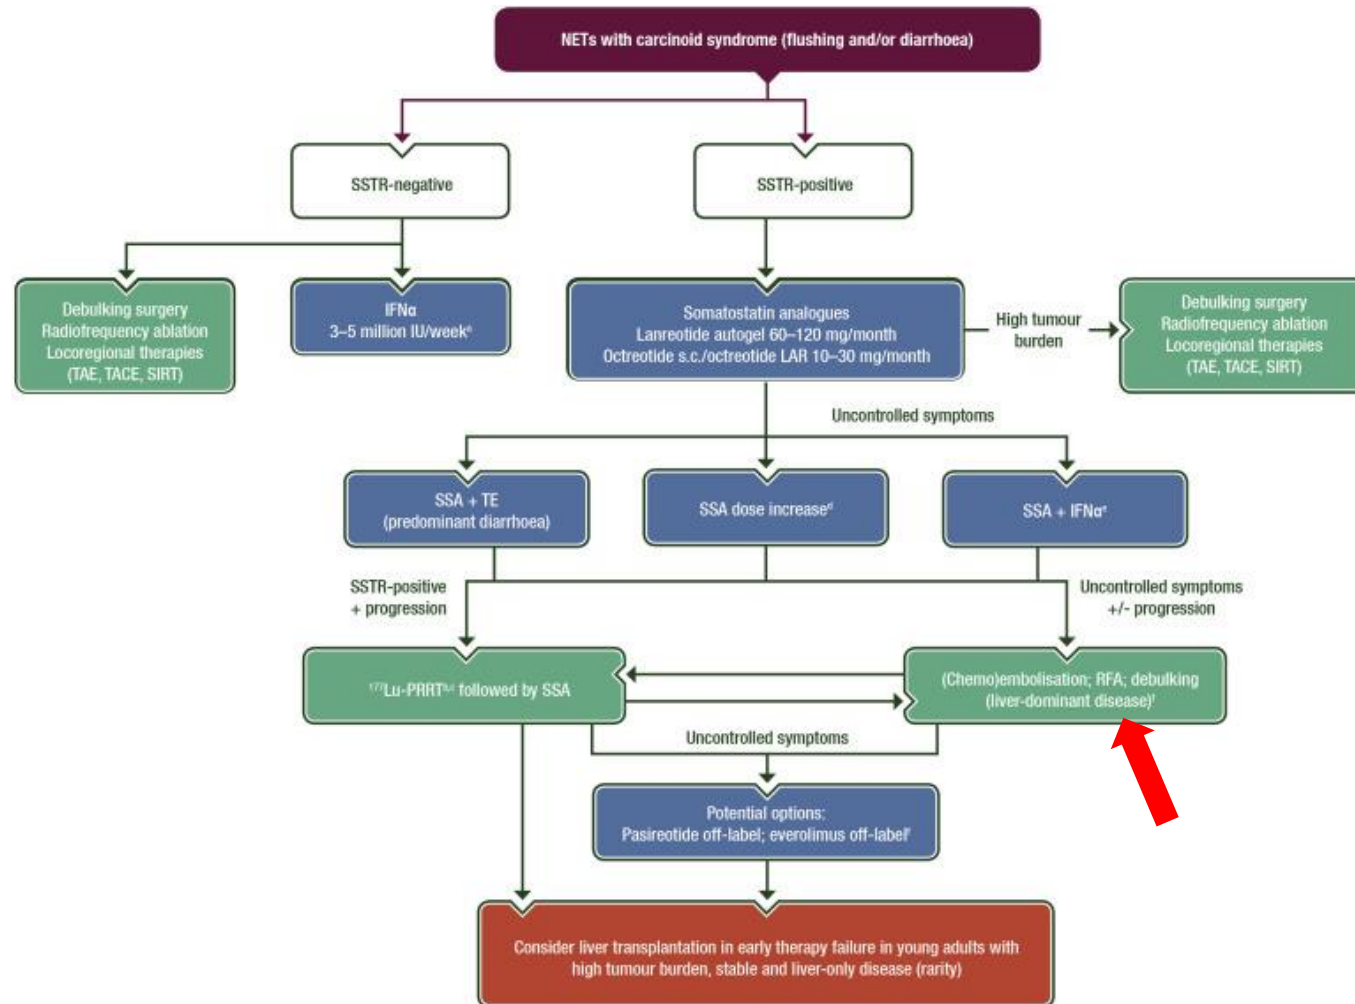 NETs with carcinoid syndrome (flushing and/or diarrhoea)
SSTR-negative
SSTR-positive
Debulking surgery
Radiofrequency ablation
Locoregional therapies
(TAE, TACE, SIRT)
IFNα
3–5 million IU/weekᵉ
Somatostatin analogues
Lanreotide autogel 60–120 mg/month
Octreotide s.c./octreotide LAR 10–30 mg/month
High tumour
burden
Debulking surgery
Radiofrequency ablation
Locoregional therapies
(TAE, TACE, SIRT)
Uncontrolled symptoms
SSA + TE
(predominant diarrhoea)
SSA dose increaseᵈ
SSA + IFNαᵉ
SSTR-positive
+ progression
Uncontrolled symptoms
+/- progression
¹⁷⁷Lu-PRRTᵇ,ᶜ followed by SSA
(Chemo)embolisation; RFA; debulking
(liver-dominant disease)ᶠ
Uncontrolled symptoms
Potential options:
Pasireotide off-label; everolimus off-labelᶠ
Consider liver transplantation in early therapy failure in young adults with
high tumour burden, stable and liver-only disease (rarity)